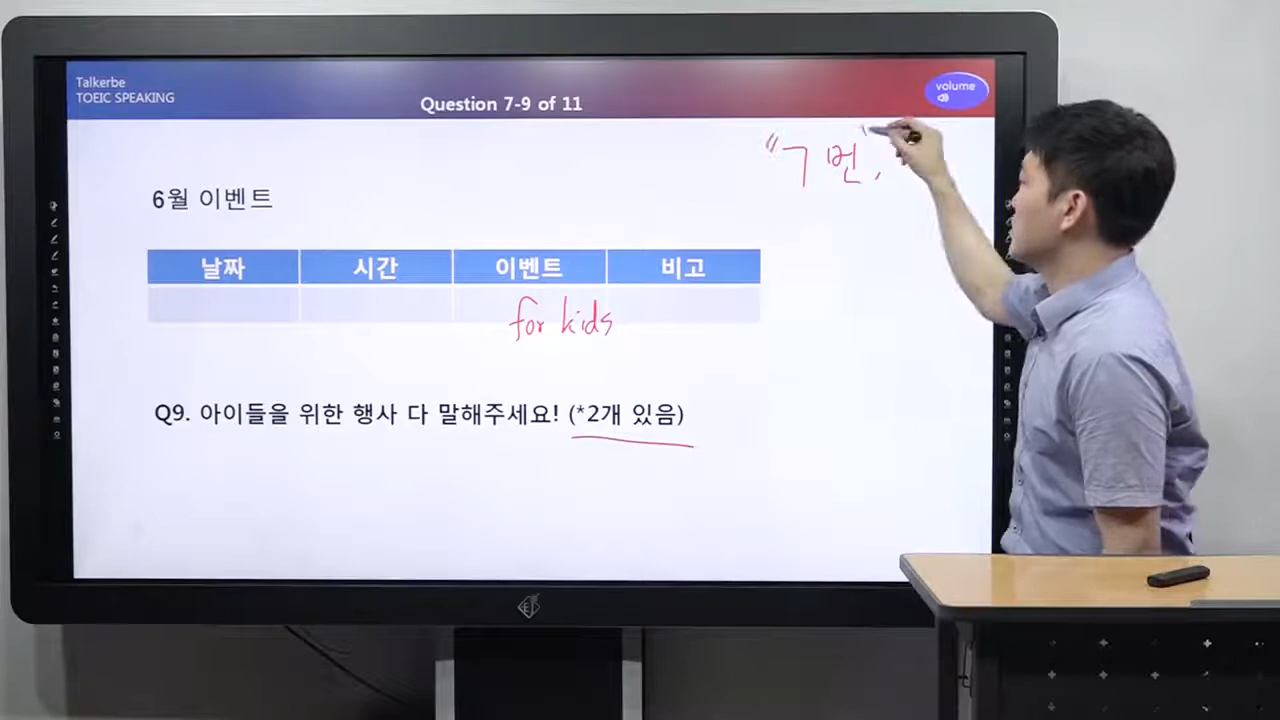 Talkerbe
TOEIC SPEAKING
Question 7-9 of 11
volume
"7번,"
6월 이벤트
날짜 시간 이벤트 비고
for kids
Q9. 아이들을 위한 행사 다 말해주세요! (*2개 있음)